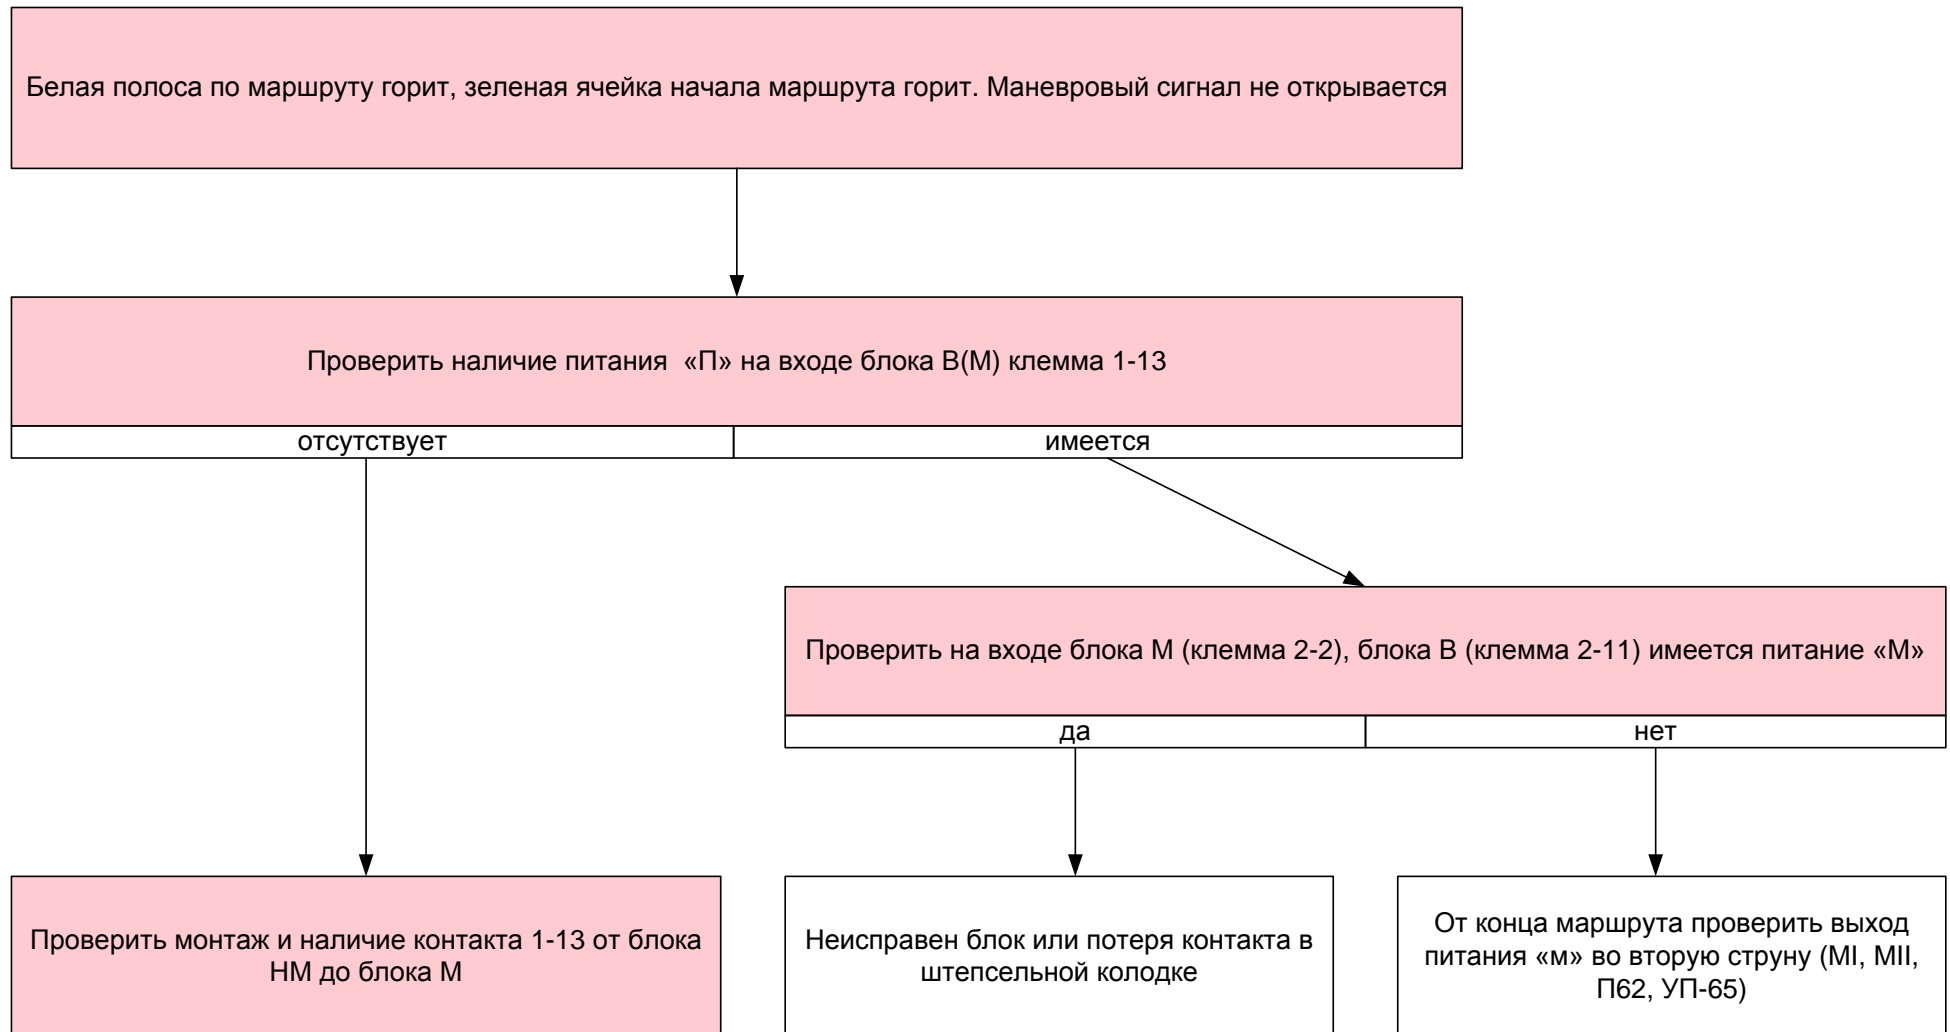 Белая полоса по маршруту горит, зеленая ячейка начала маршрута горит. Маневровый сигнал не открывается
Проверить наличие питания «П» на входе блока В(М) клемма 1-13
отсутствует
имеется
Проверить на входе блока М (клемма 2-2), блока В (клемма 2-11) имеется питание «М»
да
нет
Проверить монтаж и наличие контакта 1-13 от блока
НМ до блока М
Неисправен блок или потеря контакта в
штепсельной колодке
От конца маршрута проверить выход
питания «м» во вторую струну (МI, МII,
П62, УП-65)